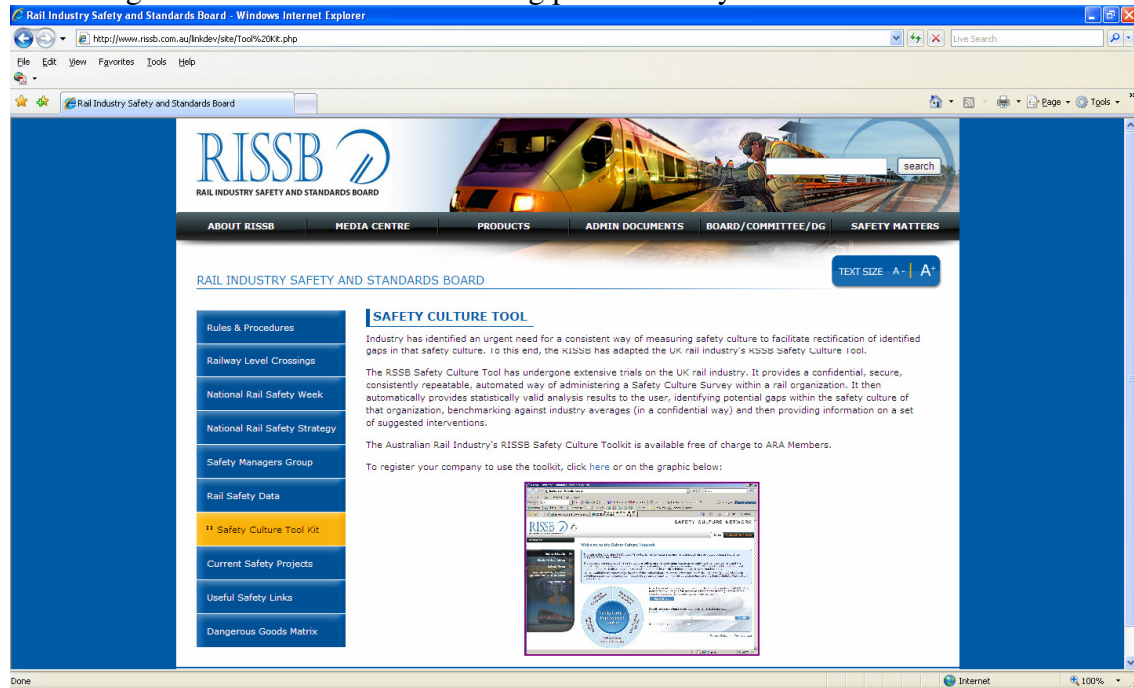 Rail Industry Safety and Standards Board - Windows Internet Explorer
http://www.rissb.com.au/linkdev/site/Tool%20Kit.php
Live Search
File Edit View Favorites Tools Help
Rail Industry Safety and Standards Board
Page Tools
RISSB
RAIL INDUSTRY SAFETY AND STANDARDS BOARD
search
ABOUT RISSB MEDIA CENTRE PRODUCTS ADMIN DOCUMENTS BOARD/COMMITTEE/DG SAFETY MATTERS
TEXT SIZE A- | A+
RAIL INDUSTRY SAFETY AND STANDARDS BOARD
Rules & Procedures
Railway Level Crossings
National Rail Safety Week
National Rail Safety Strategy
Safety Managers Group
Rail Safety Data
Safety Culture Tool Kit
Current Safety Projects
Useful Safety Links
Dangerous Goods Matrix
SAFETY CULTURE TOOL
Industry has identified an urgent need for a consistent way of measuring safety culture to facilitate rectification of identified
gaps in that safety culture. To this end, the RISSB has adapted the UK rail industry's RSSB Safety Culture Tool.
The RSSB Safety Culture Tool has undergone extensive trials on the UK rail industry. It provides a confidential, secure,
consistently repeatable, automated way of administering a Safety Culture Survey within a rail organization. It then
automatically provides statistically valid analysis results to the user, identifying potential gaps within the safety culture of
that organization, benchmarking against industry averages (in a confidential way) and then providing information on a set
of suggested interventions.
The Australian Rail Industry's RISSB Safety Culture Toolkit is available free of charge to ARA Members.
To register your company to use the toolkit, click here or on the graphic below:
RISSB
SAFETY CULTURE NETWORK
Welcome to the Safety Culture Network
Done
Internet
100%